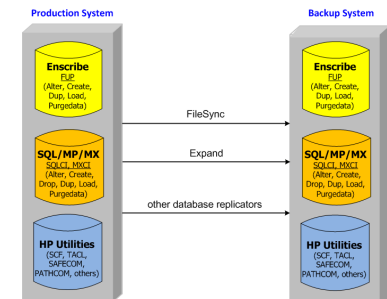 Production System
Backup System
Enscribe
FUP
(Alter, Create,
Dup, Load,
Purgedata)
SQL/MP/MX
SQLCI, MXCI
(Alter, Create,
Drop, Dup, Load,
Purgedata)
HP Utilities
(SCF, TACL,
SAFECOM,
PATHCOM, others)
FileSync
Expand
other database replicators
Enscribe
FUP
(Alter, Create,
Dup, Load,
Purgedata)
SQL/MP/MX
SQLCI, MXCI
(Alter, Create,
Drop, Dup, Load,
Purgedata)
HP Utilities
(SCF, TACL,
SAFECOM,
PATHCOM, others)